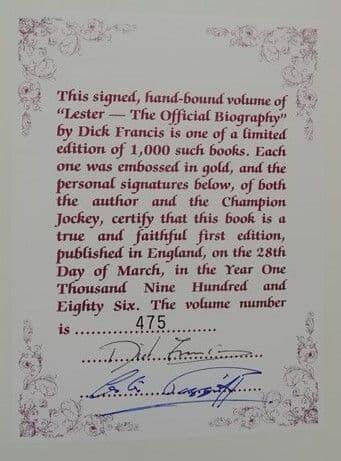 This signed, hand-bound volume of
"Lester — The Official Biography"
by Dick Francis is one of a limited
edition of 1,000 such books. Each
one was embossed in gold, and the
personal signatures below, of both
the author and the Champion
Jockey, certify that this book is a
true and faithful first edition,
published in England, on the 28th
Day of March, in the Year One
Thousand Nine Hundred and
Eighty Six. The volume number
is ...........475...............
Dick Francis
Lester Piggott